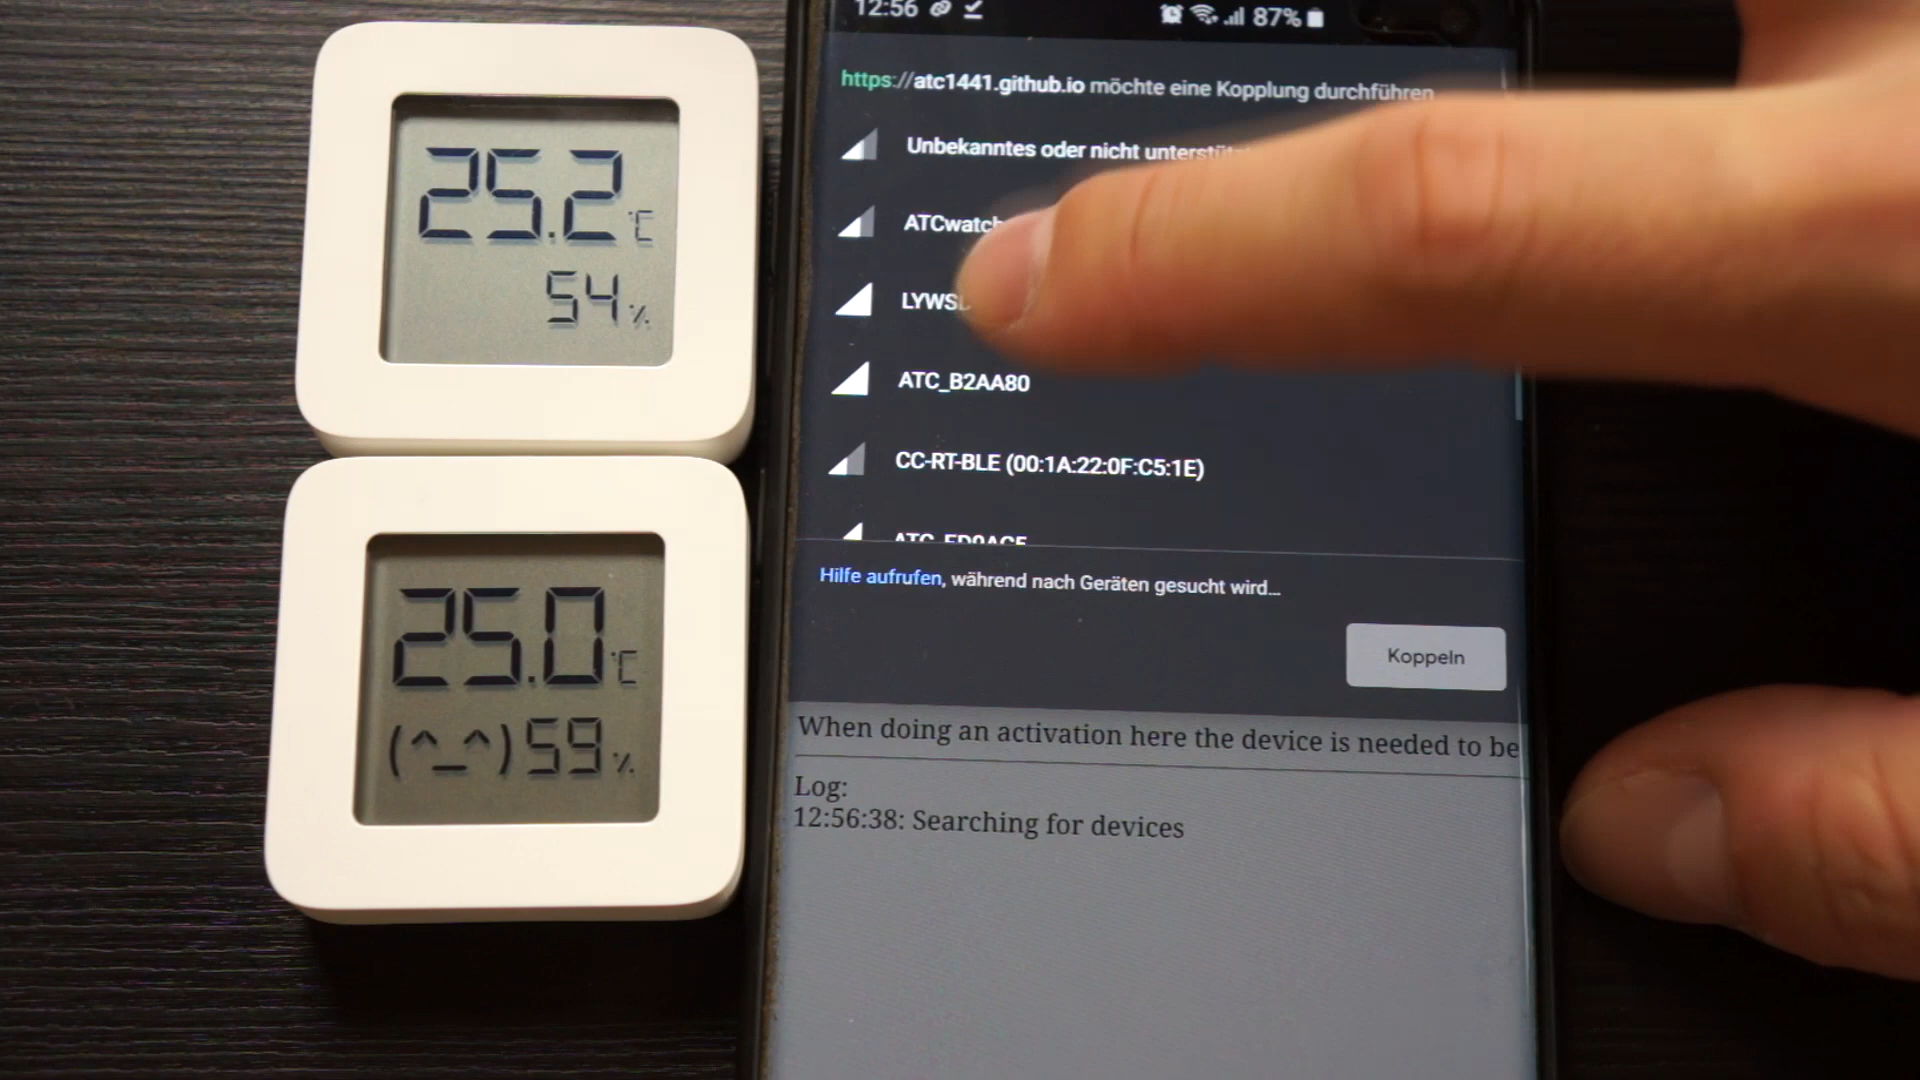 12:56
87%
25.2 °C
54 %
25.0 °C
(^_^) 59 %
https://atc1441.github.io möchte eine Kopplung durchführen
Unbekanntes oder nicht
ATCwatch
ATC_B2AA80
CC-RT-BLE (00:1A:22:0F:C5:1E)
Hilfe aufrufen, während nach Geräten gesucht wird...
Koppeln
When doing an activation here the device is needed to be
Log:
12:56:38: Searching for devices